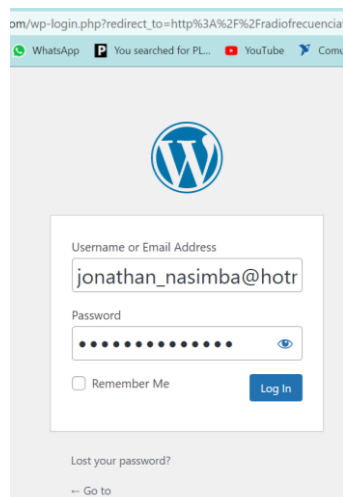 om/wp-login.php?redirect_to=http%3A%2F%2Fradiofrecuencia
WhatsApp P You searched for PL... YouTube Comu
W
Username or Email Address
jonathan_nasimba@hotr
Password
Remember Me Log In
Lost your password?
← Go to